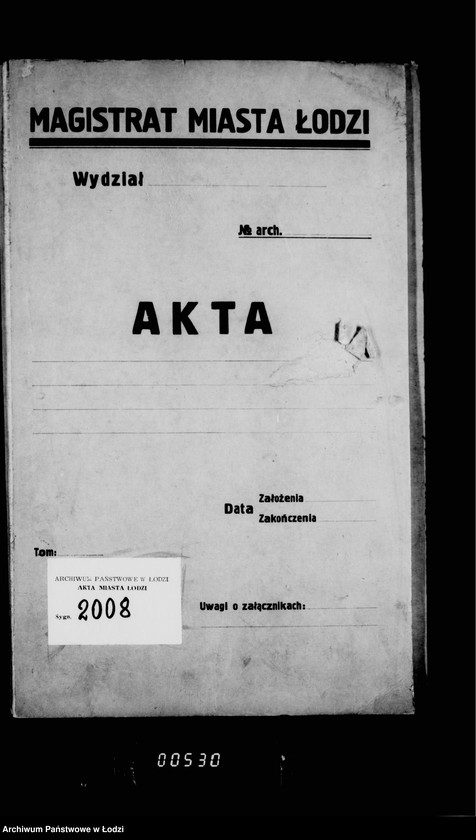 MAGISTRAT MIASTA ŁODZI
Wydział
№ arch.
AKTA
Data
Założenia
Zakończenia
Tom:
ARCHIWUM PAŃSTWOWE W ŁODZI
AKTA MIASTA ŁODZI
Sygn. 2008
Uwagi o załącznikach:
00530
Archiwum Państwowe w Łodzi